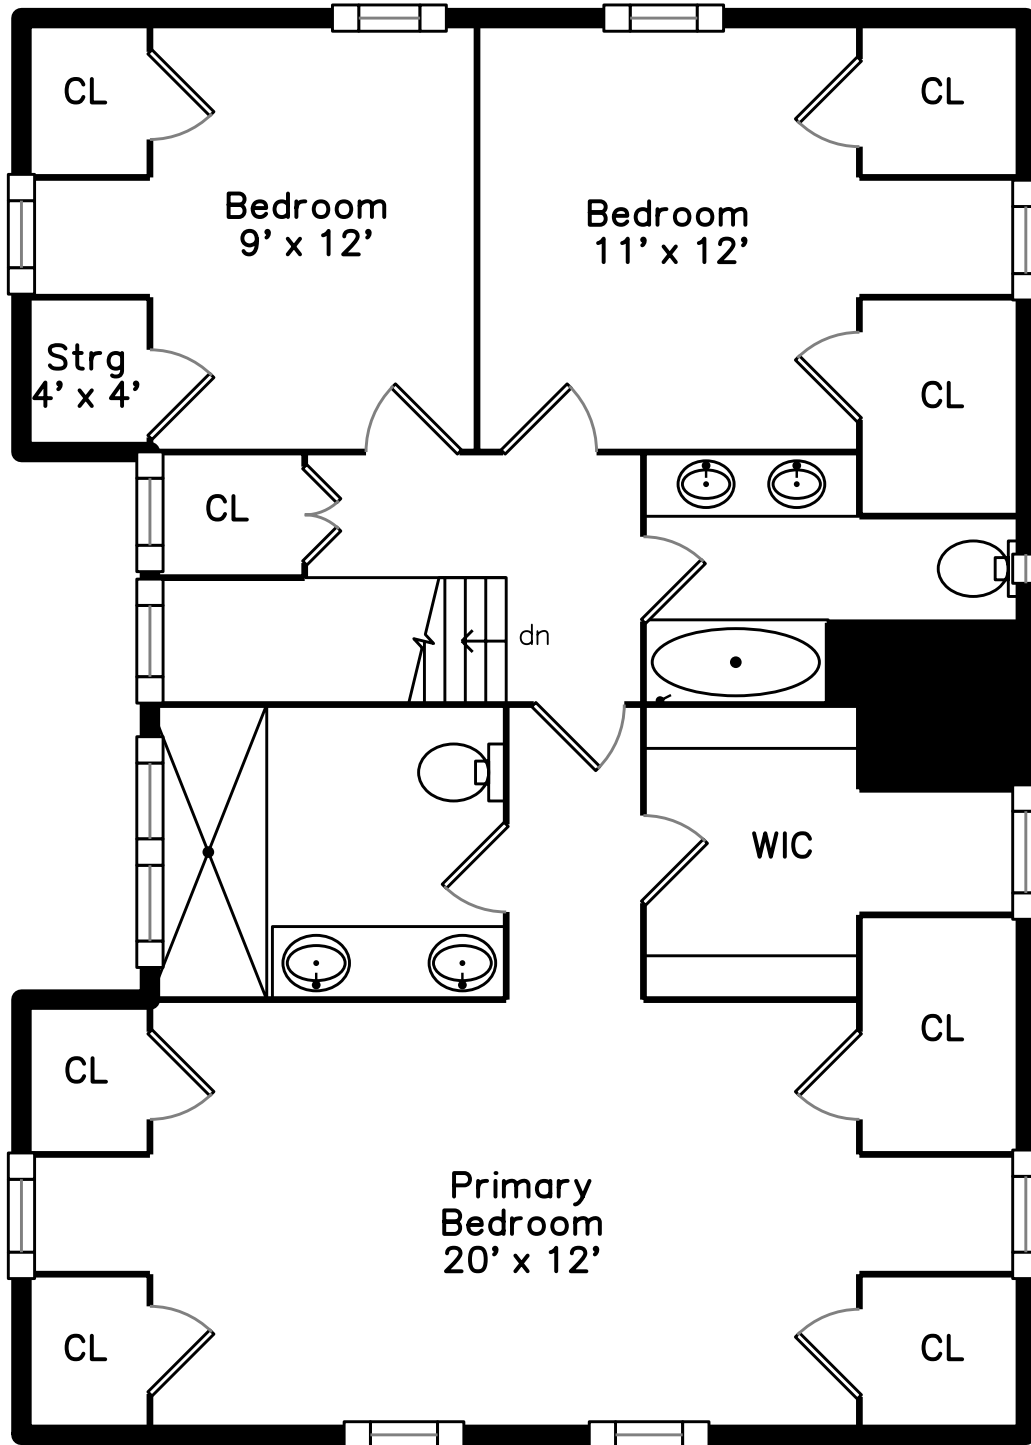 CL
CL
Bedroom
9' x 12'
Bedroom
11' x 12'
Strg
4' x 4'
CL
CL
dn
WIC
CL
CL
Primary
Bedroom
20' x 12'
CL
CL